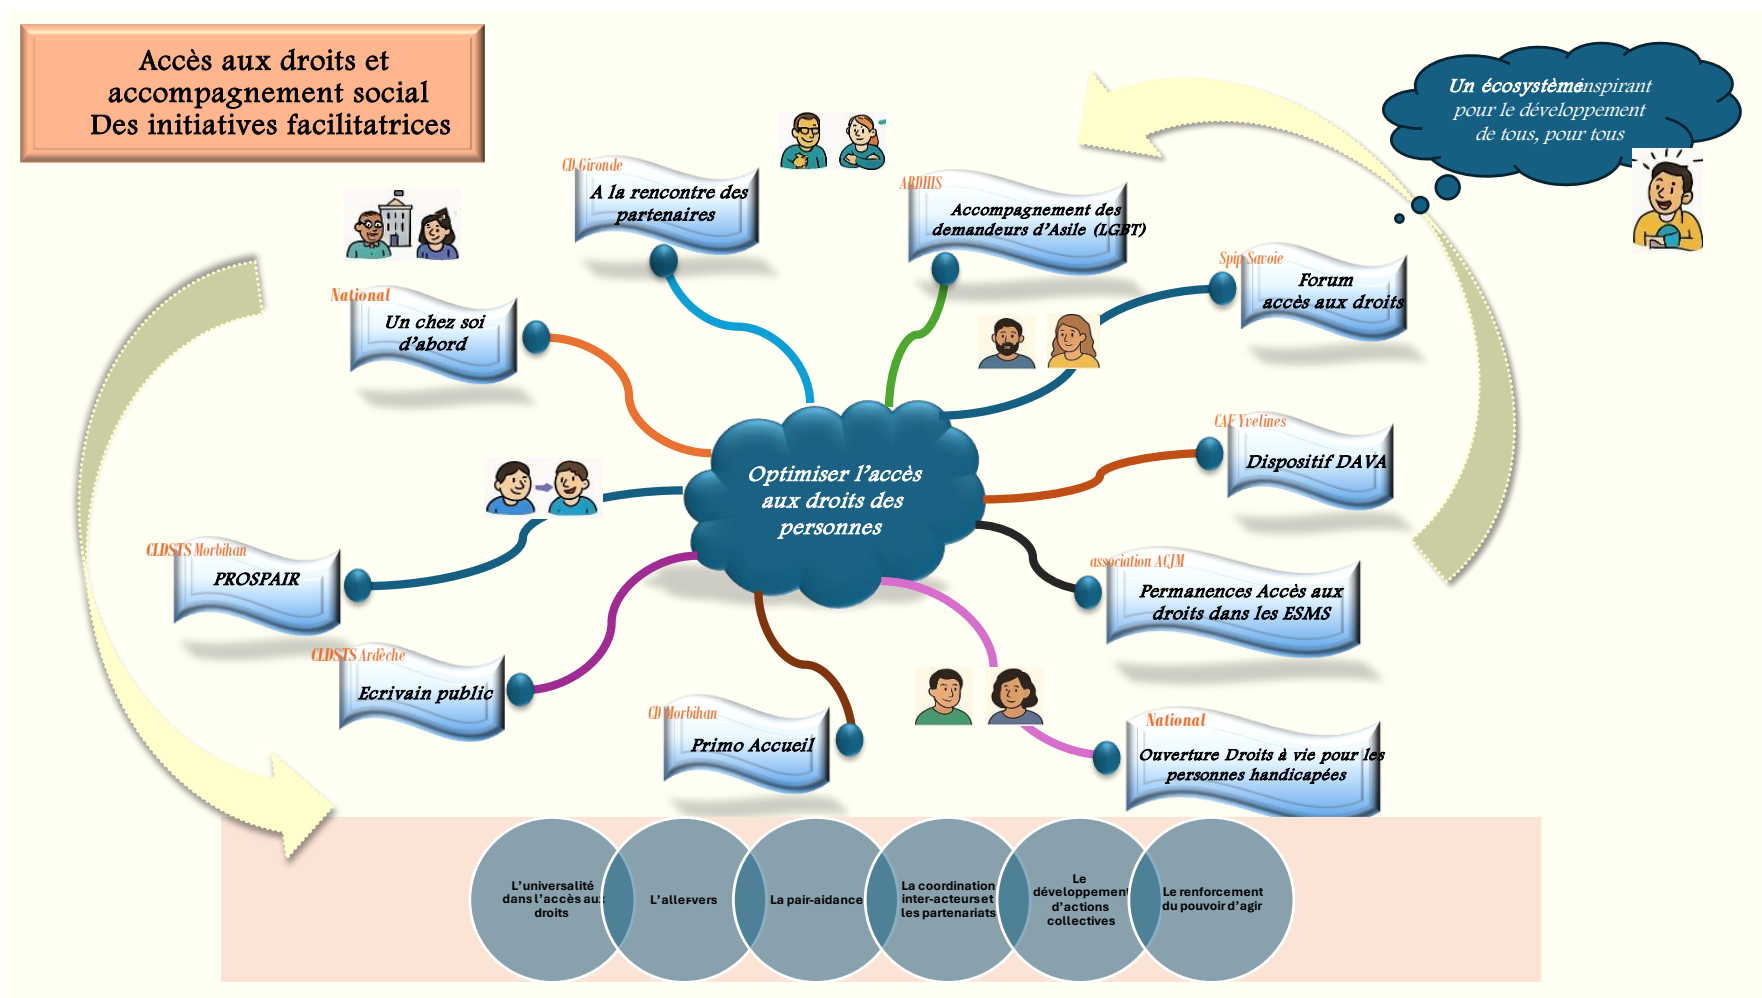 Accès aux droits et
accompagnement social
Des initiatives facilitatrices
Un écosystème inspirant
pour le développement
de tous, pour tous
CD Gironde
A la rencontre des
partenaires
ARDHIS
Accompagnement des
demandeurs d'Asile (LGBT)
Spip Savoie
Forum
accès aux droits
National
Un chez soi
d'abord
CAF Yvelines
Dispositif DAVA
Optimiser l'accès
aux droits des
personnes
CLDSTS Morbihan
PROSPAIR
association ACJM
Permanences Accès aux
droits dans les ESMS
CLDSTS Ardèche
Ecrivain public
CD Morbihan
Primo Accueil
National
Ouverture Droits à vie pour les
personnes handicapées
L'universalité
dans l'accès aux
droits
L'aller-vers
La pair-aidance
La coordination
inter-acteurs et
les partenariats
Le
développement
d'actions
collectives
Le renforcement
du pouvoir d'agir